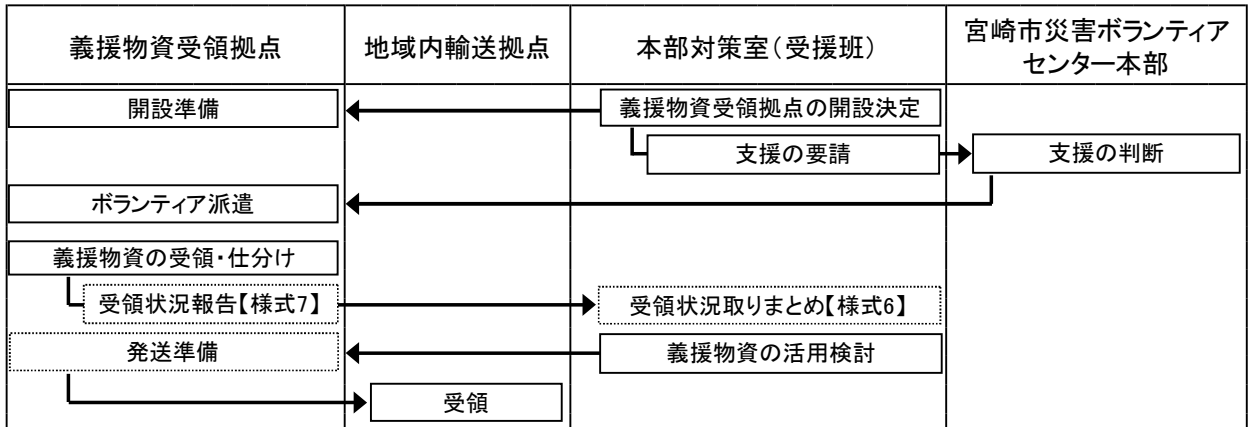 義援物資受領拠点
地域内輸送拠点
本部対策室（受援班）
宮崎市災害ボランティア
センター本部
開設準備
義援物資受領拠点の開設決定
支援の要請
支援の判断
ボランティア派遣
義援物資の受領・仕分け
受領状況報告【様式7】
受領状況取りまとめ【様式6】
発送準備
義援物資の活用検討
受領